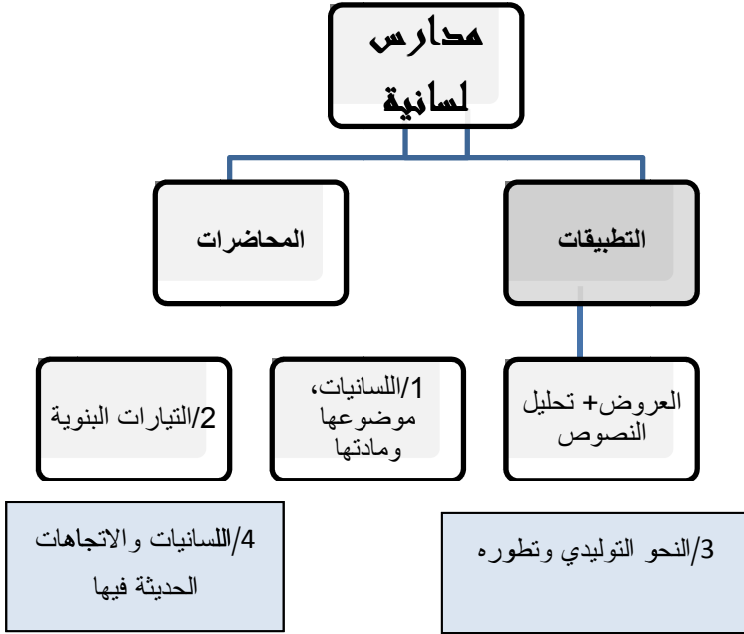 مدارس
لسانية
المحاضرات
التطبيقات
العروض+ تحليل
النصوص
1/اللسانيات،
موضوعها
ومادتها
2/التيارات البنوية
3/النحو التوليدي وتطوره
4/اللسانيات والاتجاهات
الحديثة فيها